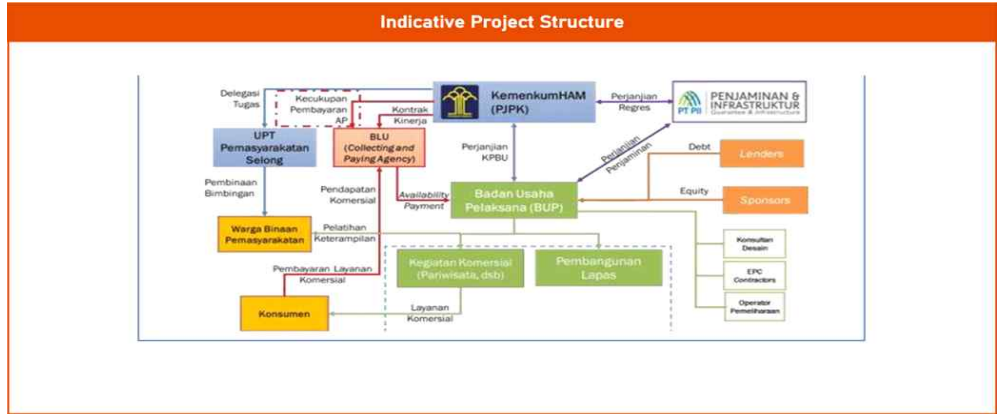 Indicative Project Structure
Delegasi
Tugas
Kecukupan
Pembayaran
AP
Kontrak
Kinerja
KemenkumHAM
(PJPK)
Perjanjian
Regres
PT PII
PENJAMINAN &
INFRASTRUKTUR
Guarantee & Infrastructure
UPT
Pemasyarakatan
Selong
BLU
(Collecting and
Paying Agency)
Perjanjian
KPBU
Perjanjian
Penjaminan
Debt
Lenders
Pembinaan
Bimbingan
Pendapatan
Komersial
Availability
Payment
Badan Usaha
Pelaksana (BUP)
Equity
Sponsors
Warga Binaan
Pemasyarakatan
Pelatihan
Keterampilan
Konsultan
Desain
Kegiatan Komersial
(Pariwisata, dsb)
Pembangunan
Lapas
EPC
Contractors
Pembayaran Layanan
Komersial
Konsumen
Layanan
Komersial
Operator
Pemeliharaan